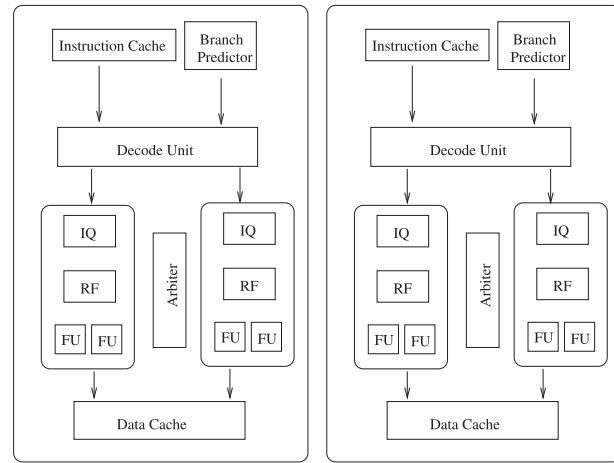 Instruction Cache
Branch
Predictor
Decode Unit
IQ
RF
FU FU
Arbiter
IQ
RF
FU FU
Data Cache
Instruction Cache
Branch
Predictor
Decode Unit
IQ
RF
FU FU
Arbiter
IQ
RF
FU FU
Data Cache